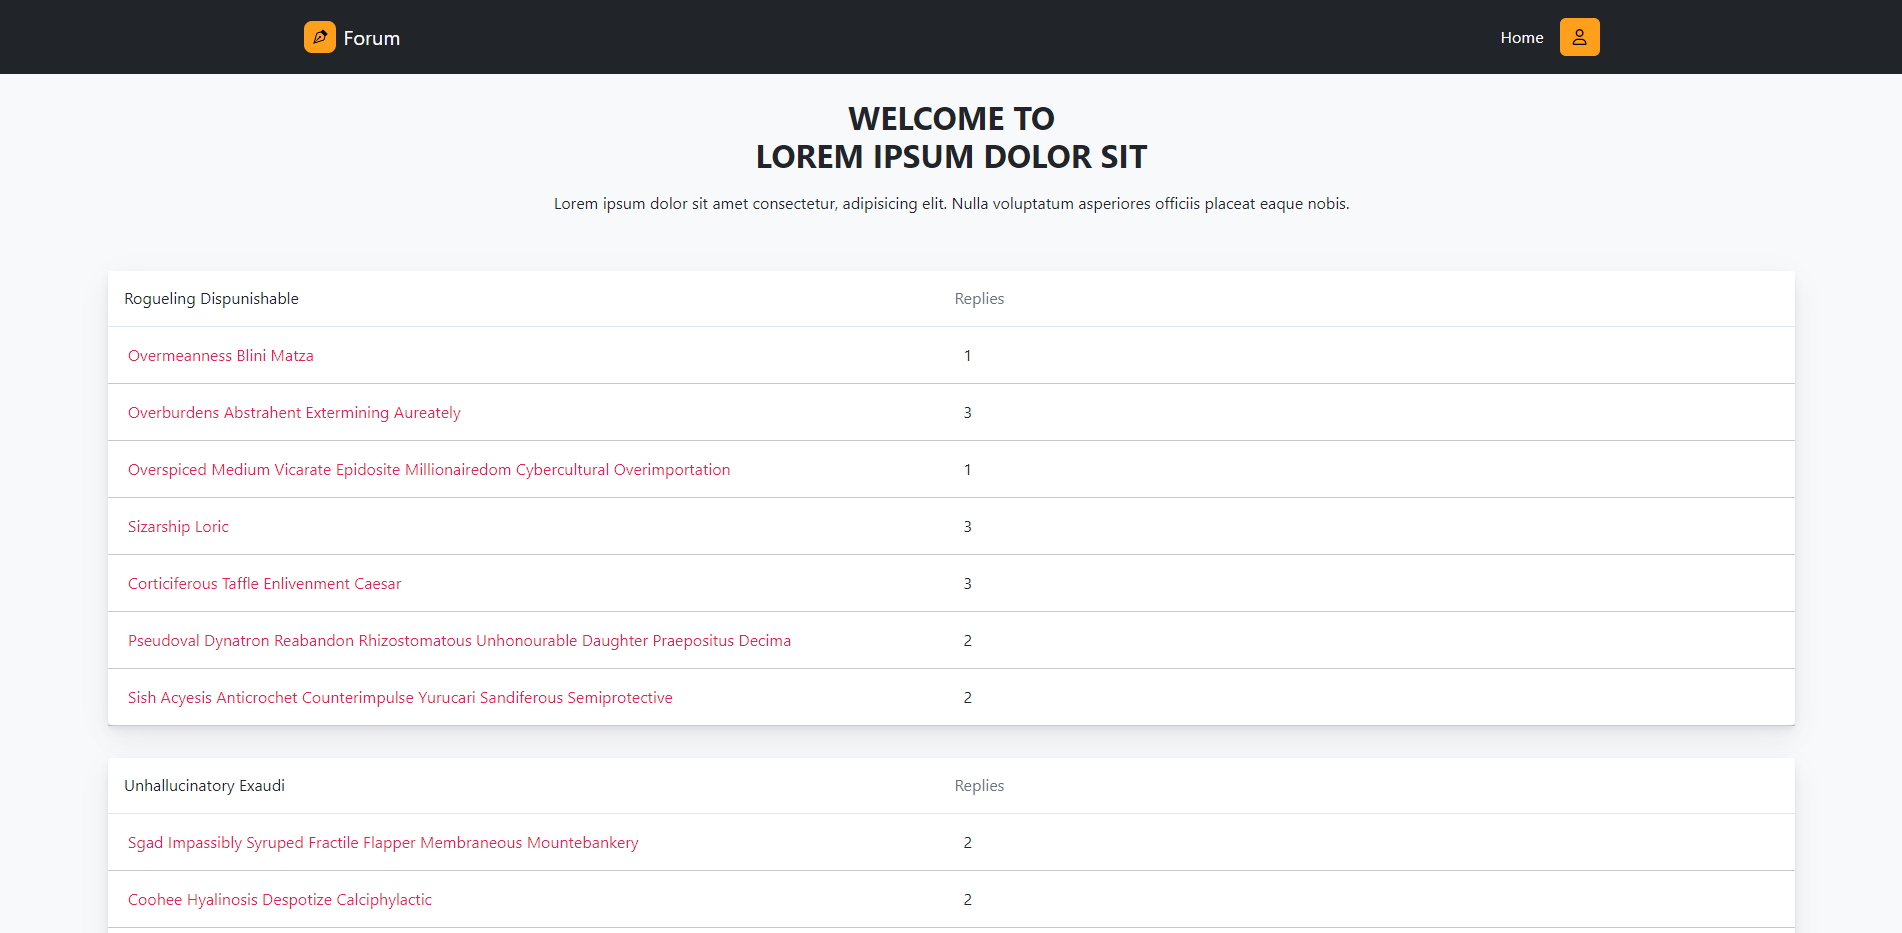 Forum
Home
WELCOME TO
LOREM IPSUM DOLOR SIT
Lorem ipsum dolor sit amet consectetur, adipisicing elit. Nulla voluptatum asperiores officiis placeat eaque nobis.
Rogueling Dispunishable Replies
Overmeanness Blini Matza 1
Overburdens Abstrahent Extermining Aureately 3
Overspiced Medium Vicarate Epidosite Millionairedom Cybercultural Overimportation 1
Sizarship Loric 3
Corticiferous Taffle Enlivenment Caesar 3
Pseudoval Dynatron Reabandon Rhizostomatous Unhonourable Daughter Praepositus Decima 2
Sish Acyesis Anticrochet Counterimpulse Yurucari Sandiferous Semiprotective 2
Unhallucinatory Exaudi Replies
Sgad Impassibly Syruped Fractile Flapper Membraneous Mountebankery 2
Coohee Hyalinosis Despotize Calciphylactic 2